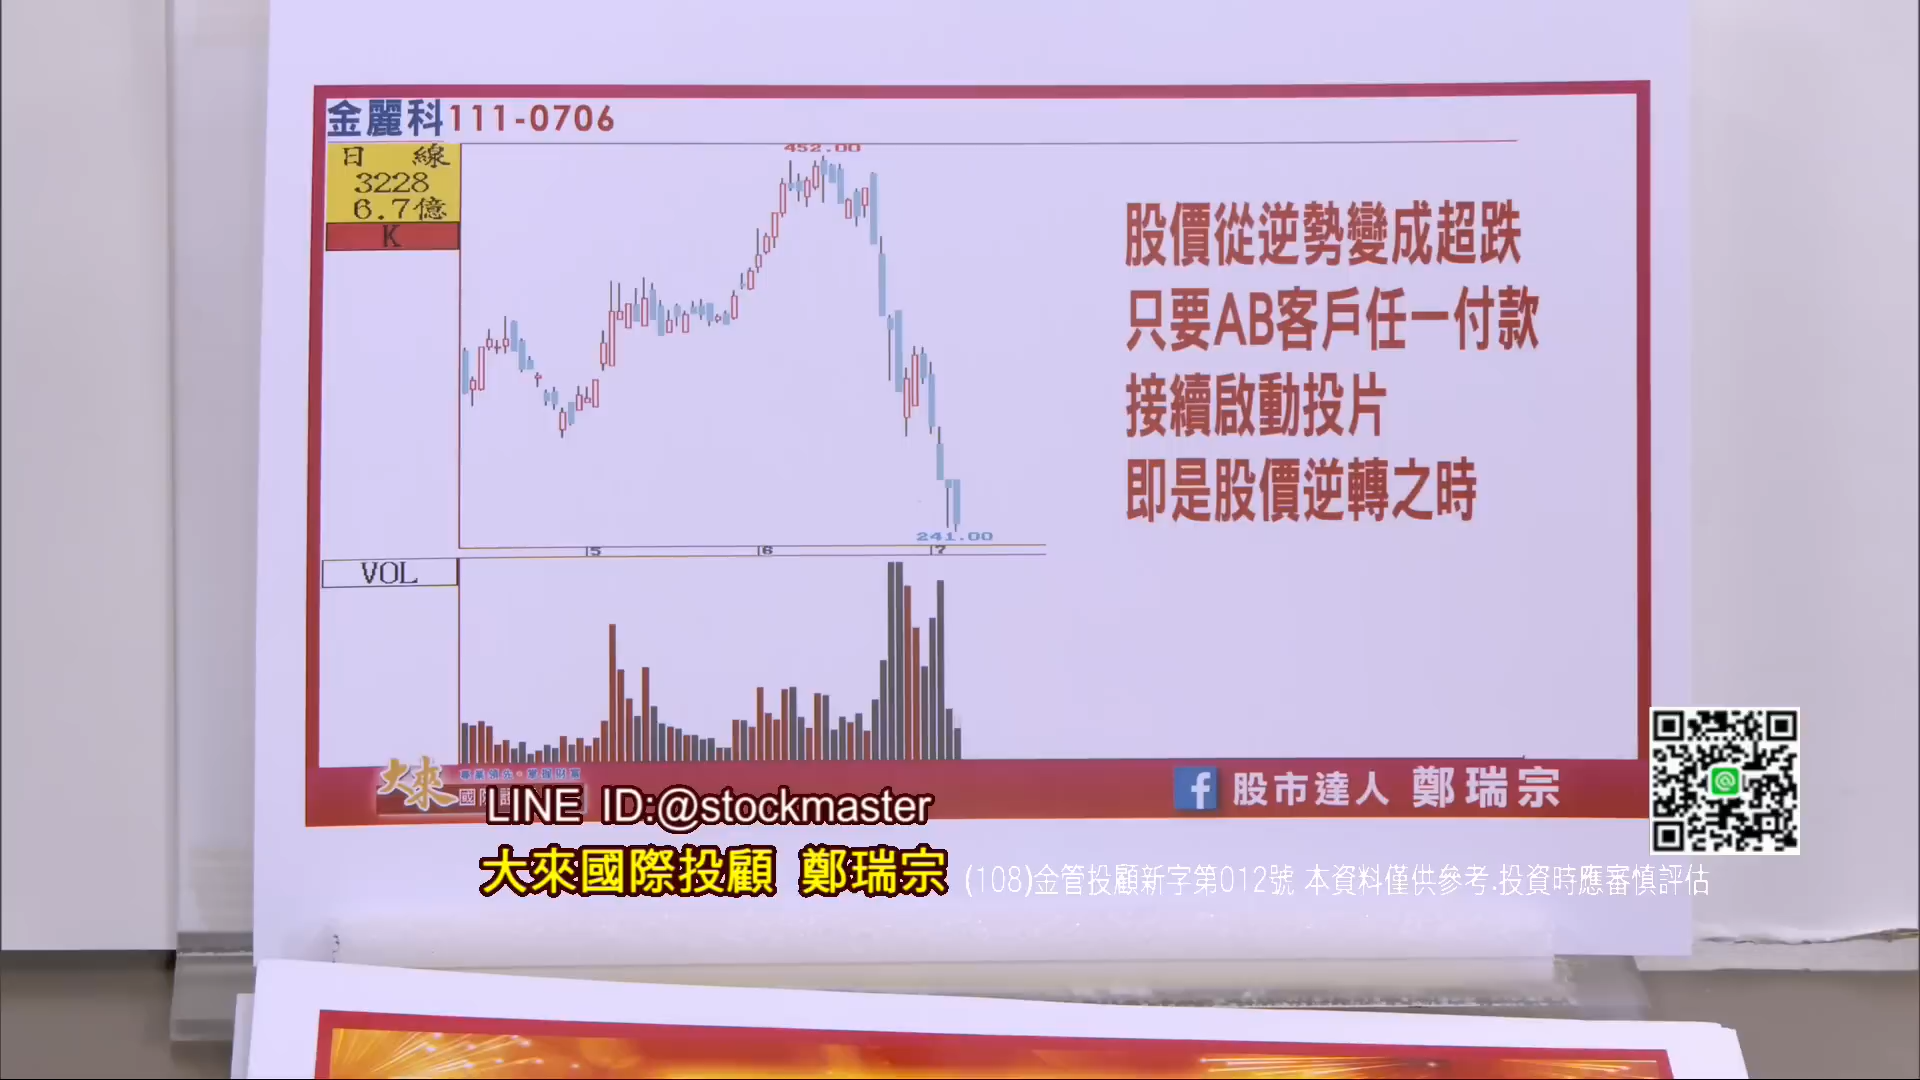 金麗科111-0706
日 線
3228
6.7億
K
452.00
241.00
5 6 7
VOL
股價從逆勢變成超跌
只要AB客戶任一付款
接續啟動投片
即是股價逆轉之時
大來
股市達人 鄭瑞宗
LINE ID:@stockmaster
大來國際投顧 鄭瑞宗 (108)金管投顧新字第012號 本資料僅供參考.投資時應審慎評估